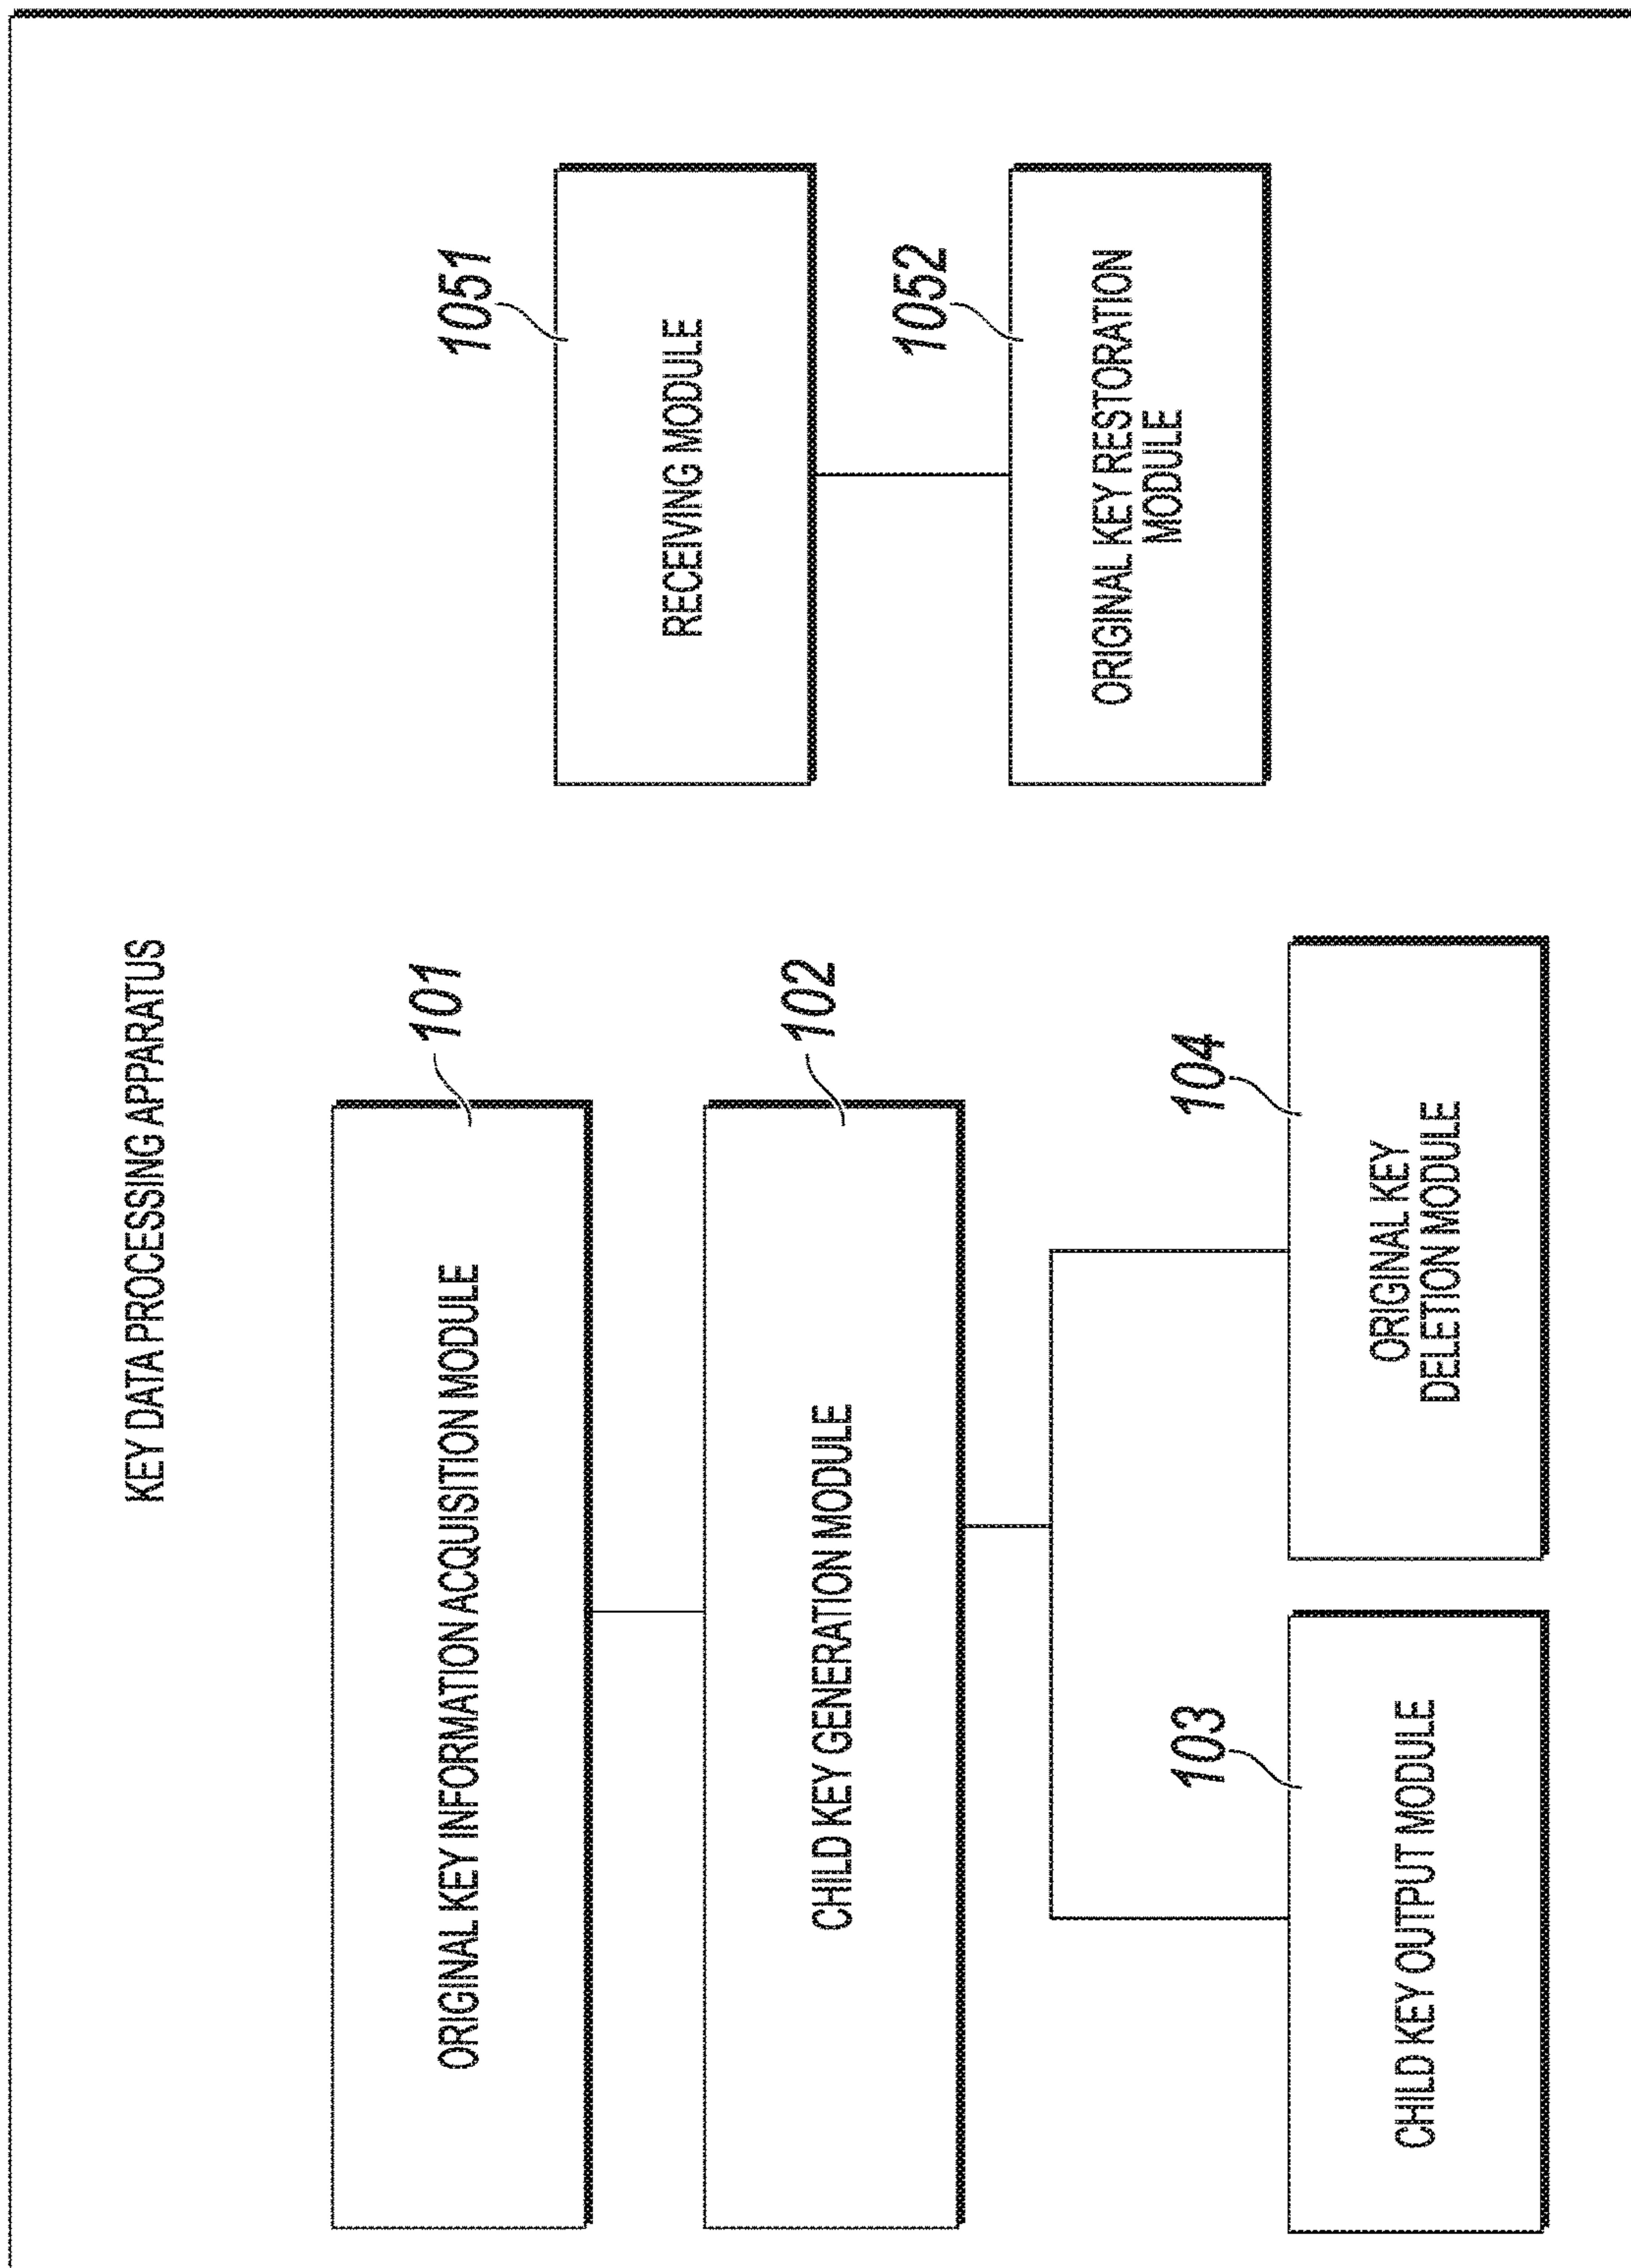 KEY DATA PROCESSING APPARATUS
101
ORIGINAL KEY INFORMATION ACQUISITION MODULE
102
CHILD KEY GENERATION MODULE
103
CHILD KEY OUTPUT MODULE
104
ORIGINAL KEY
DELETION MODULE
1051
RECEIVING MODULE
1052
ORIGINAL KEY RESTORATION
MODULE